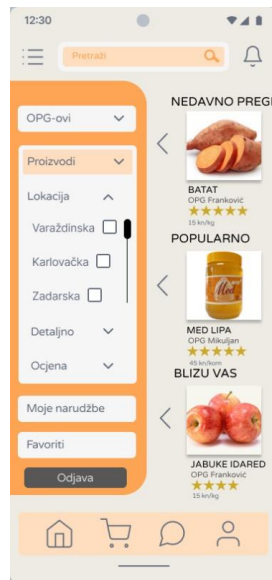 12:30
Pretraži
OPG-ovi
Proizvodi
Lokacija
Varaždinska
Karlovačka
Zadarska
Detaljno
Ocjena
Moje narudžbe
Favoriti
Odjava
NEDAVNO PREGI
BATAT
OPG Franković
15 kn/kg
POPULARNO
Med
MED LIPA
OPG Mikuljan
45 kn/kom
BLIZU VAS
JABUKE IDARED
OPG Franković
15 kn/kg